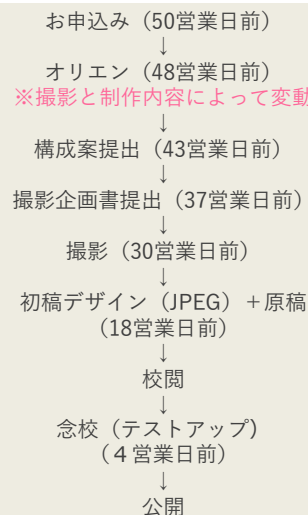 お申込み（50営業日前）
↓
オリエン（48営業日前）
※撮影と制作内容によって変動
↓
構成案提出（43営業日前）
↓
撮影企画書提出（37営業日前）
↓
撮影（30営業日前）
↓
初稿デザイン（JPEG）＋原稿
（18営業日前）
↓
校閲
↓
念校（テストアップ）
（４営業日前）
↓
公開